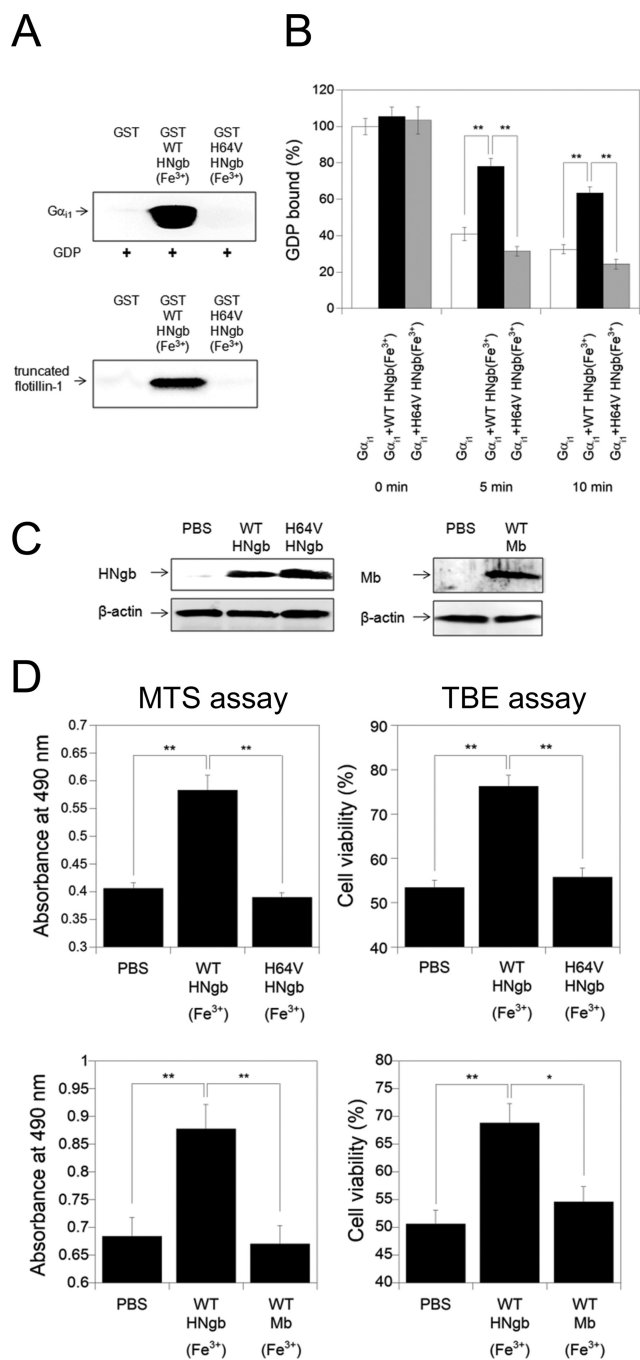 A
GST GST GST
WT H64V
HNgb HNgb
(Fe³⁺) (Fe³⁺)
Gαi1 →
GDP + + +
GST GST GST
WT H64V
HNgb HNgb
(Fe³⁺) (Fe³⁺)
truncated
flotillin-1 →
B
GDP bound (%)
120
100
80
60
40
20
0
** **
** **
Gαi1
Gαi1+WT HNgb(Fe³⁺)
Gαi1+H64V HNgb(Fe³⁺)
Gαi1
Gαi1+WT HNgb(Fe³⁺)
Gαi1+H64V HNgb(Fe³⁺)
Gαi1
Gαi1+WT HNgb(Fe³⁺)
Gαi1+H64V HNgb(Fe³⁺)
0 min 5 min 10 min
C
PBS WT H64V
HNgb HNgb
HNgb →
β-actin →
PBS WT
Mb
Mb →
β-actin →
D
MTS assay
Absorbance at 490 nm
0.7
0.6
0.5
0.5
0.4
0.35
0.3
** **
PBS WT H64V
HNgb HNgb
(Fe³⁺) (Fe³⁺)
TBE assay
Cell viability (%)
90
80
70
60
50
40
** **
PBS WT H64V
HNgb HNgb
(Fe³⁺) (Fe³⁺)
Absorbance at 490 nm
1
0.95
0.9
0.85
0.8
0.75
0.7
0.65
0.6
** **
PBS WT WT
HNgb Mb
(Fe³⁺) (Fe³⁺)
Cell viability (%)
80
75
70
65
60
55
50
45
40
** *
PBS WT WT
HNgb Mb
(Fe³⁺) (Fe³⁺)